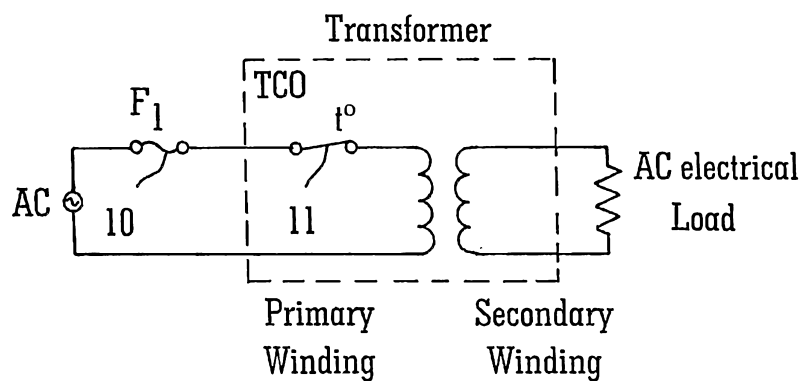 Transformer
TCO
F1
t°
AC
10
11
AC electrical
Load
Primary
Winding
Secondary
Winding